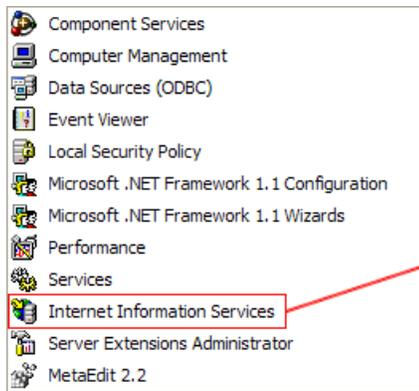 Component Services
Computer Management
Data Sources (ODBC)
Event Viewer
Local Security Policy
Microsoft .NET Framework 1.1 Configuration
Microsoft .NET Framework 1.1 Wizards
Performance
Services
Internet Information Services
Server Extensions Administrator
MetaEdit 2.2